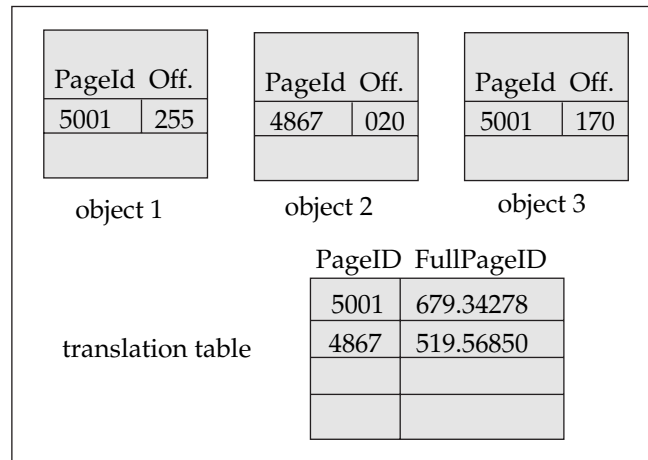 PageId Off.
5001 255
object 1
PageId Off.
4867 020
object 2
PageId Off.
5001 170
object 3
PageID FullPageID
5001 679.34278
4867 519.56850
translation table